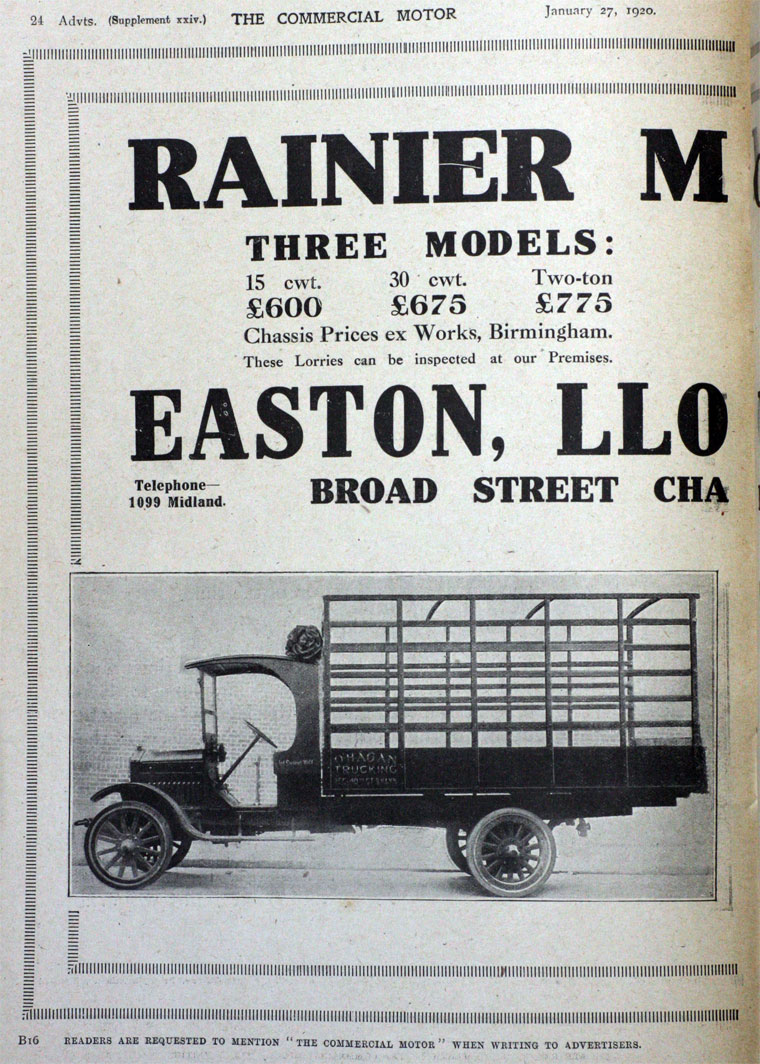 24 Advts. (Supplement xxiv.) THE COMMERCIAL MOTOR January 27, 1920.
RAINIER M
THREE MODELS:
15 cwt. 30 cwt. Two-ton
£600 £675 £775
Chassis Prices ex Works, Birmingham.
These Lorries can be inspected at our Premises.
EASTON, LLO
Telephone—
1099 Midland.
BROAD STREET CHA
OHAGAN
TRUCKING
B16 READERS ARE REQUESTED TO MENTION "THE COMMERCIAL MOTOR" WHEN WRITING TO ADVERTISERS.